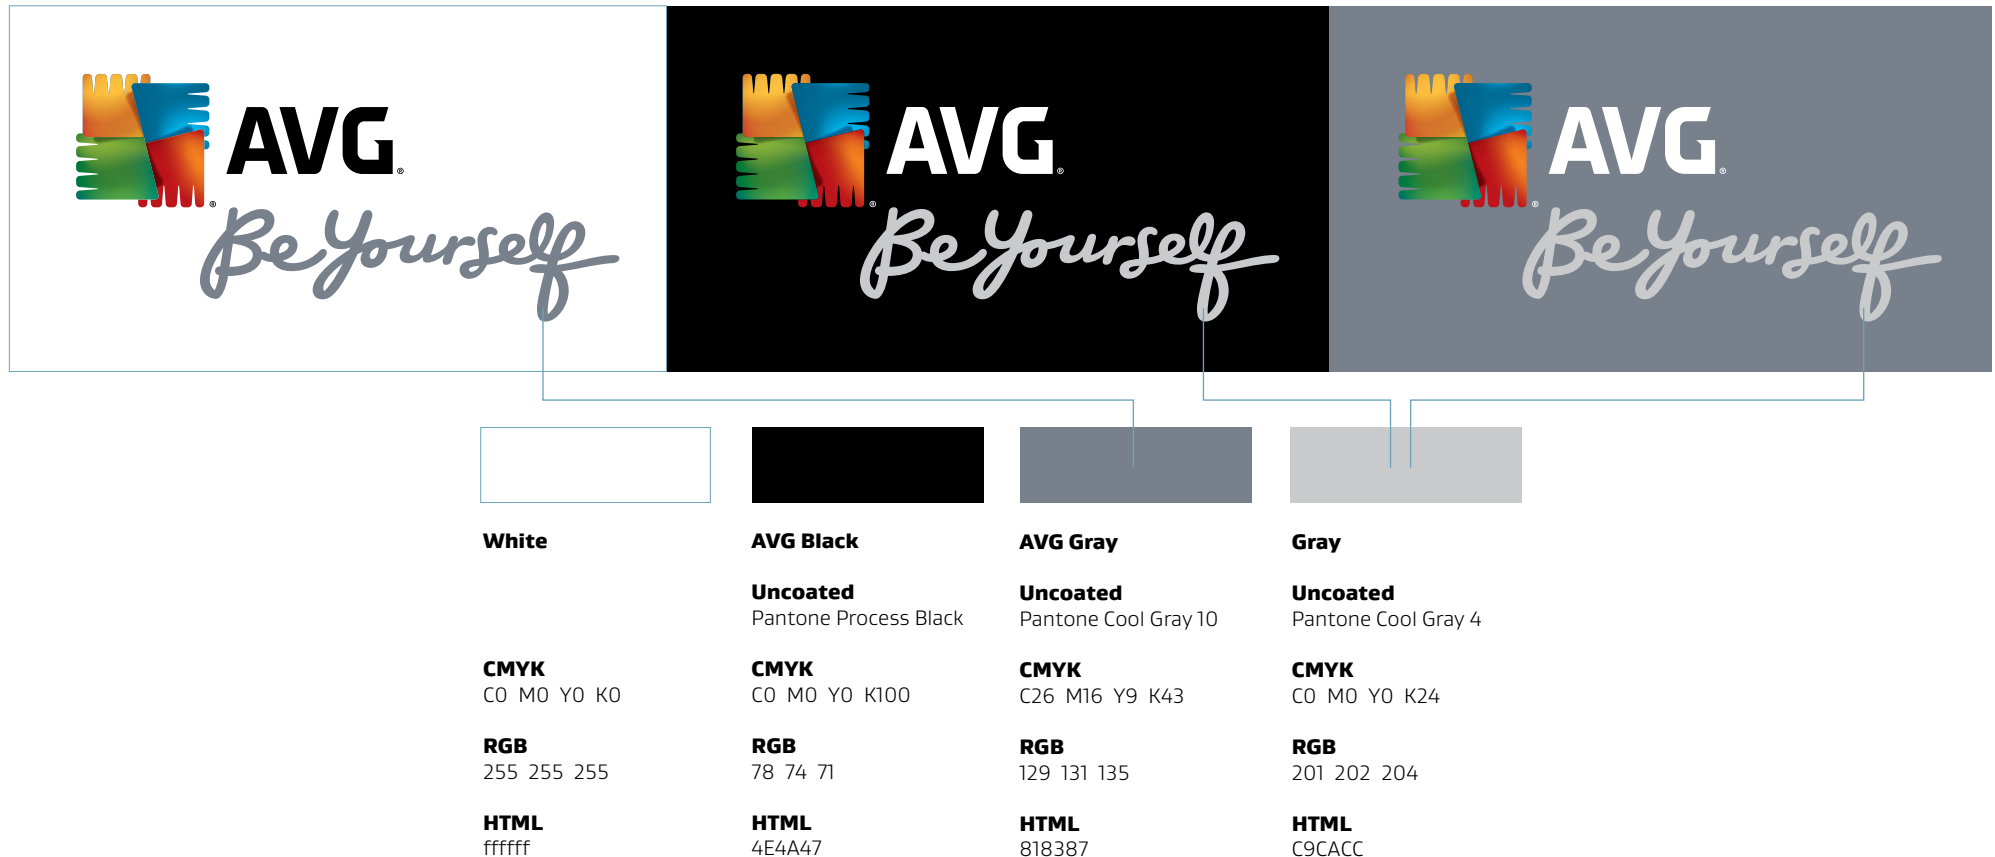 AVG®
®
Be Yourself
AVG®
®
Be Yourself
AVG®
®
Be Yourself
White
CMYK
C0 M0 Y0 K0
RGB
255 255 255
HTML
ffffff
AVG Black
Uncoated
Pantone Process Black
CMYK
C0 M0 Y0 K100
RGB
78 74 71
HTML
4E4A47
AVG Gray
Uncoated
Pantone Cool Gray 10
CMYK
C26 M16 Y9 K43
RGB
129 131 135
HTML
818387
Gray
Uncoated
Pantone Cool Gray 4
CMYK
C0 M0 Y0 K24
RGB
201 202 204
HTML
C9CACC